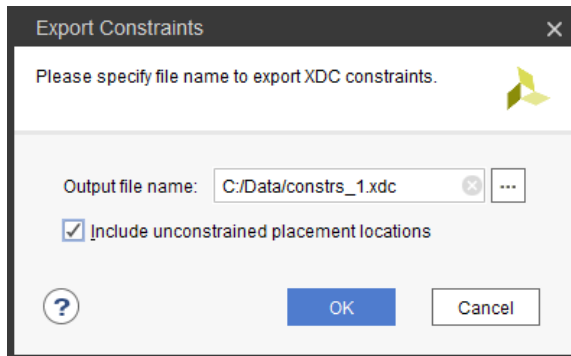 Export Constraints
Please specify file name to export XDC constraints.
Output file name: C:/Data/constrs_1.xdc ...
Include unconstrained placement locations
? OK Cancel